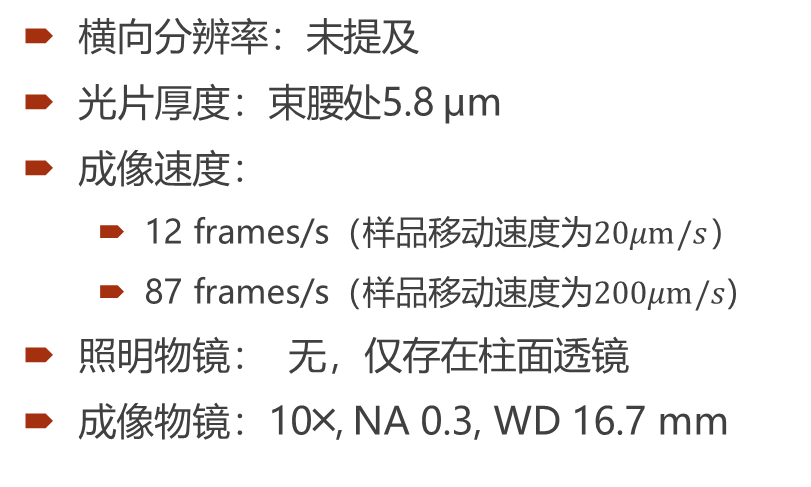 横向分辨率：未提及
光片厚度：束腰处5.8 μm
成像速度：
12 frames/s（样品移动速度为20μm/s）
87 frames/s（样品移动速度为200μm/s）
照明物镜： 无，仅存在柱面透镜
成像物镜：10×, NA 0.3, WD 16.7 mm